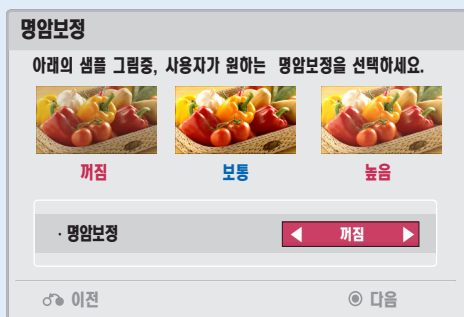 명암보정
아래의 샘플 그림중, 사용자가 원하는 명암보정을 선택하세요.
꺼짐 보통 높음
· 명암보정 ◀ 꺼짐 ▶
이전 ◉ 다음